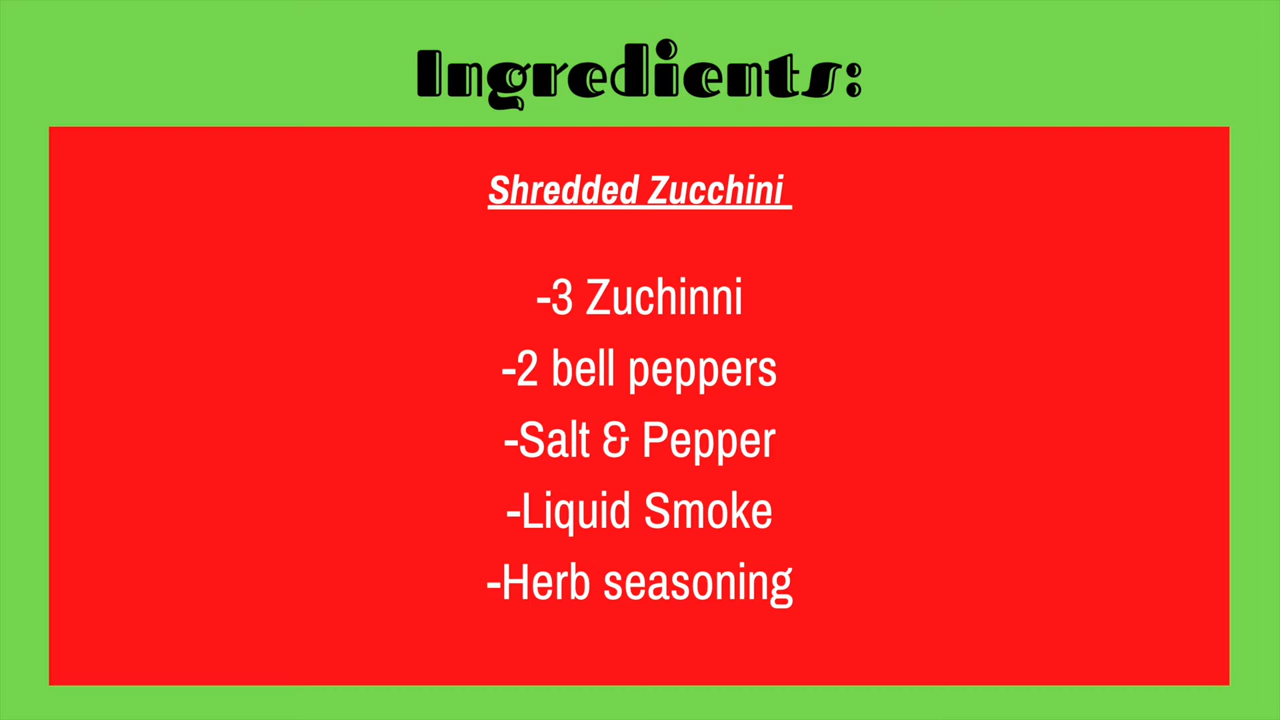 Ingredients:
Shredded Zucchini
-3 Zuchinni
-2 bell peppers
-Salt & Pepper
-Liquid Smoke
-Herb seasoning